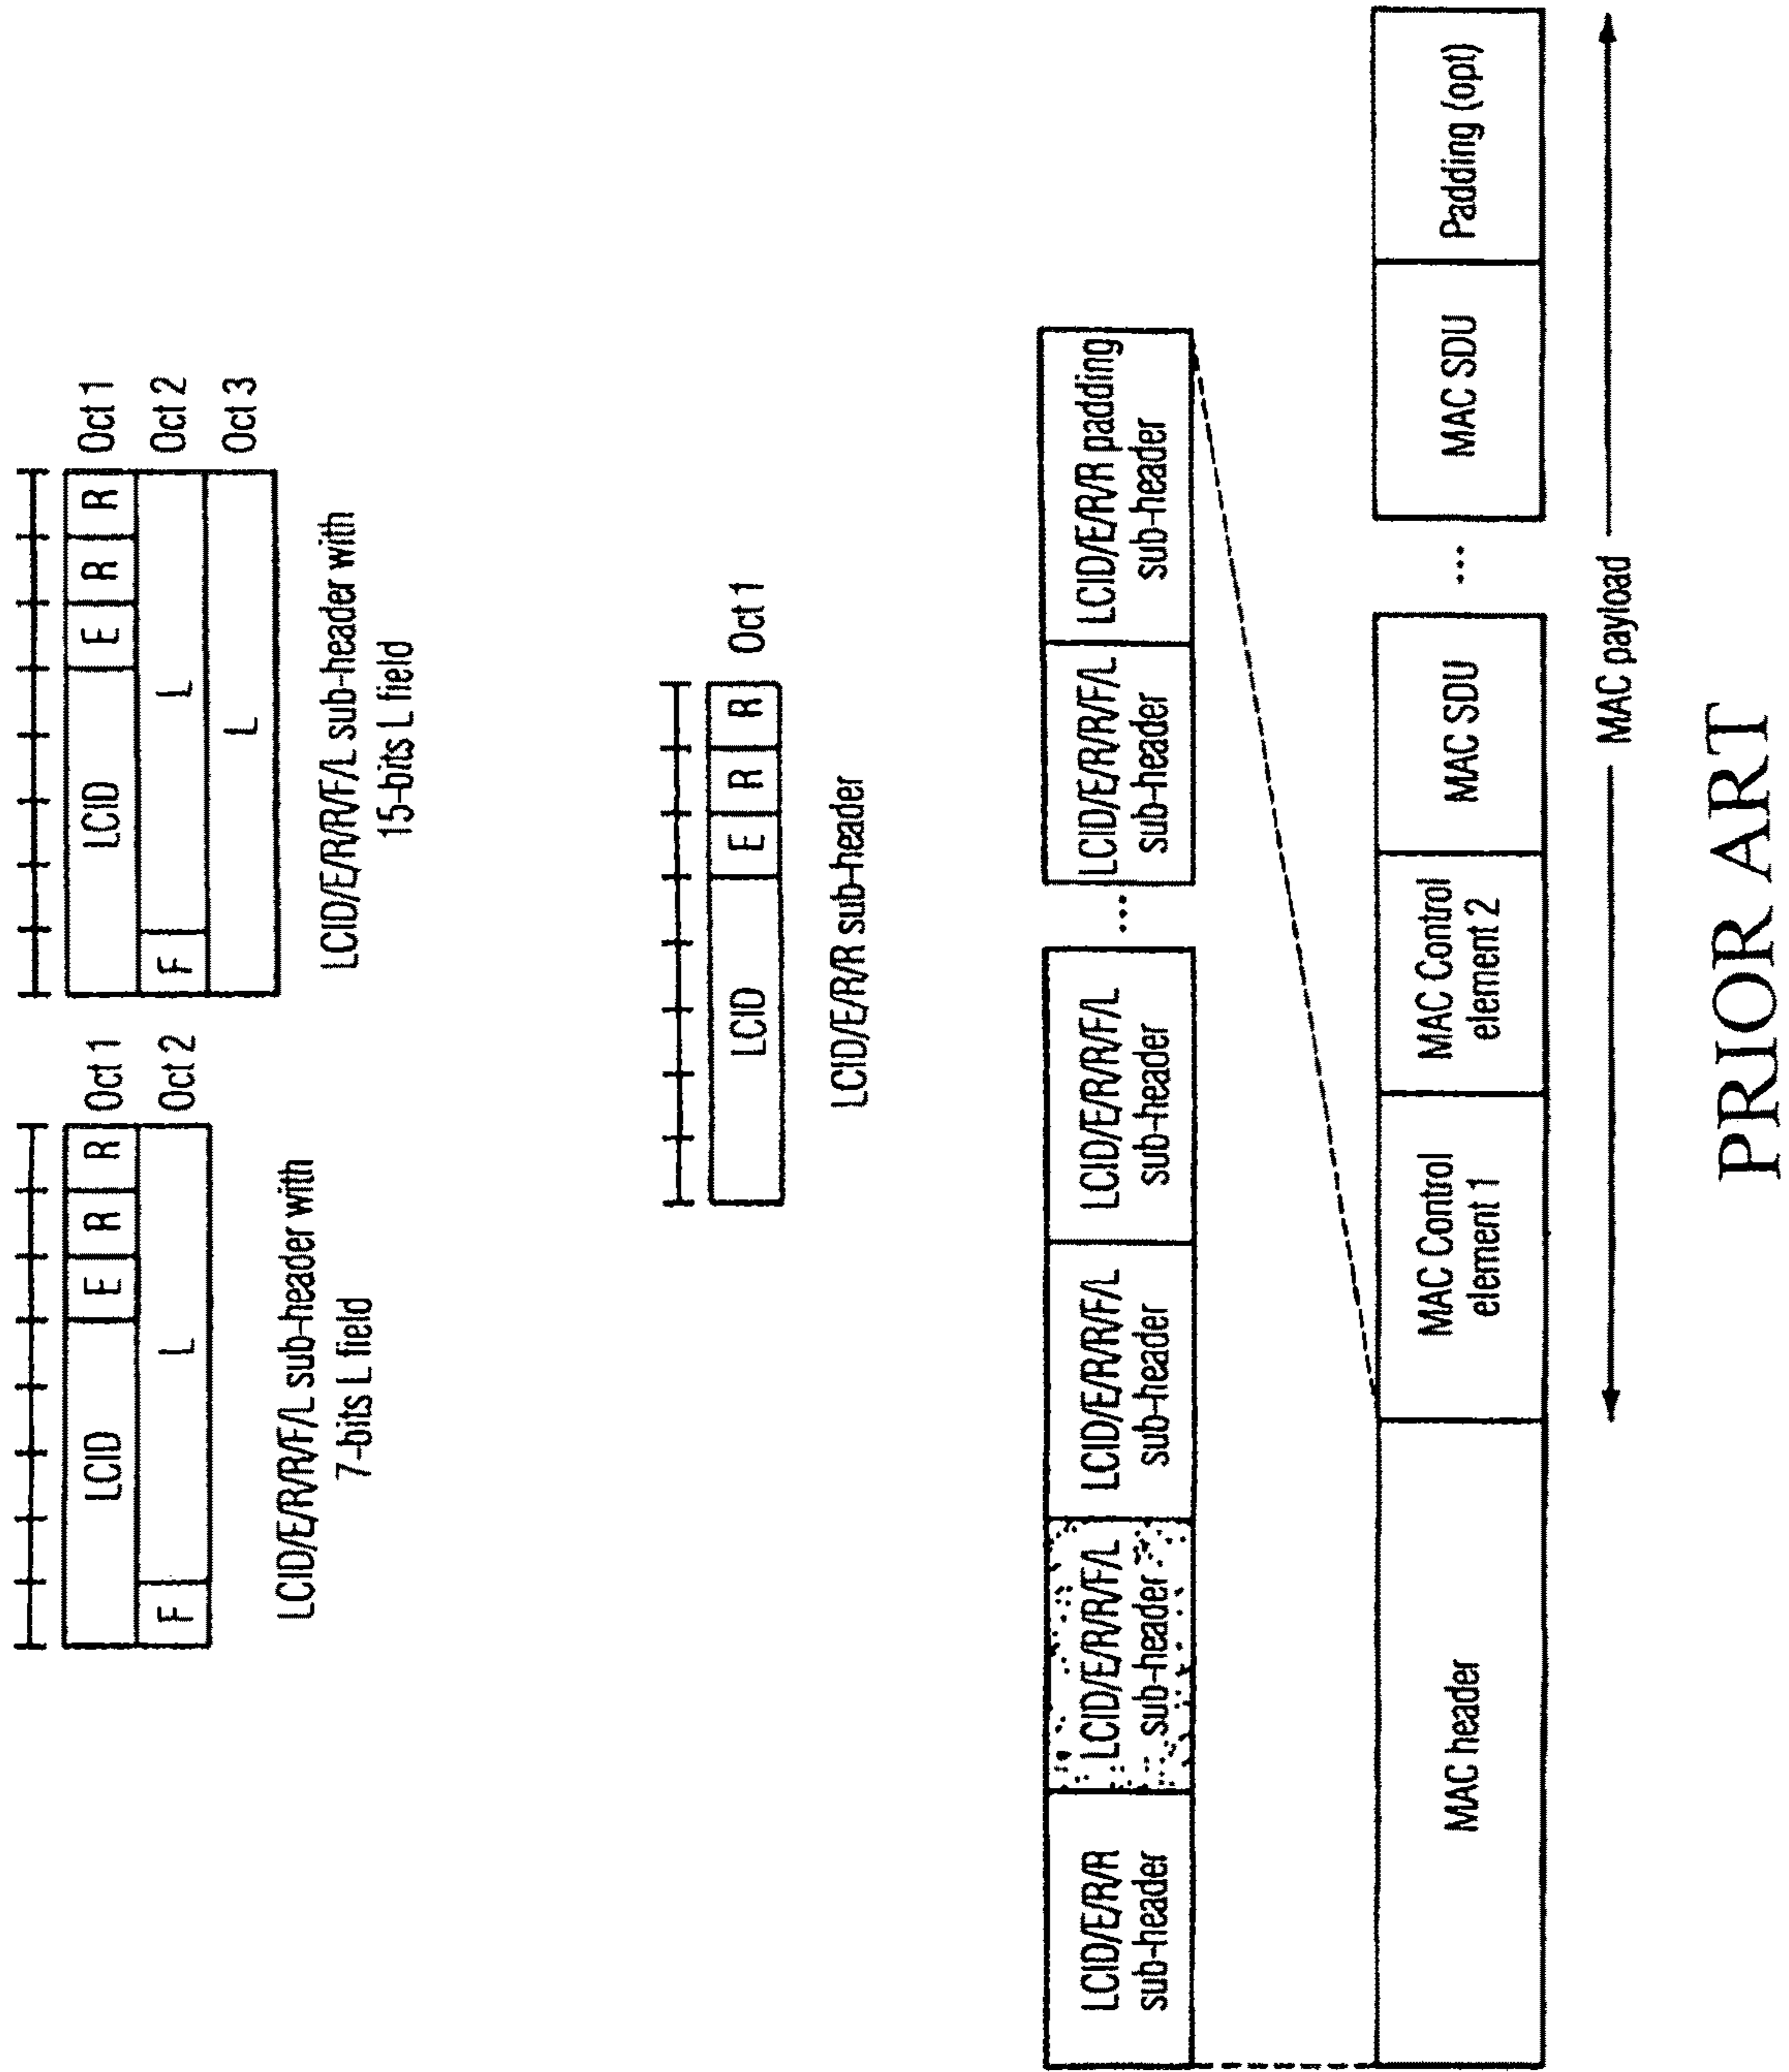 LCID E R R Oct 1
F L Oct 2
LCID/E/R/R/F/L sub-header with
7-bits L field
LCID E R R Oct 1
F L Oct 2
L Oct 3
LCID/E/R/R/F/L sub-header with
15-bits L field
LCID E R R Oct 1
LCID/E/R/R sub-header
LCID/E/R/R
sub-header
LCID/E/R/R/F/L
sub-header
LCID/E/R/R/F/L
sub-header
LCID/E/R/R/F/L
sub-header
...
LCID/E/R/R/F/L
sub-header
LCID/E/R/R padding
sub-header
MAC header
MAC Control
element 1
MAC Control
element 2
MAC SDU
...
MAC SDU
Padding (opt)
MAC payload
PRIOR ART